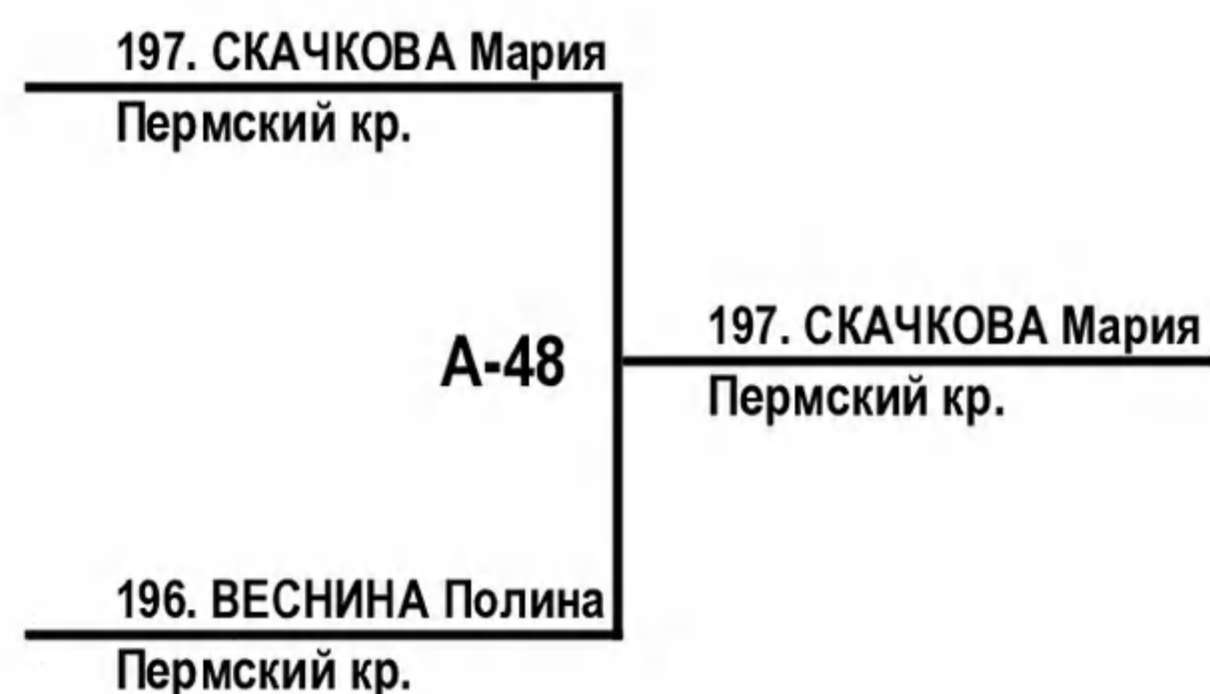 197. СКАЧКОВА Мария
Пермский кр.
197. СКАЧКОВА Мария
А-48
Пермский кр.
196. ВЕСНИНА Полина
Пермский кр.